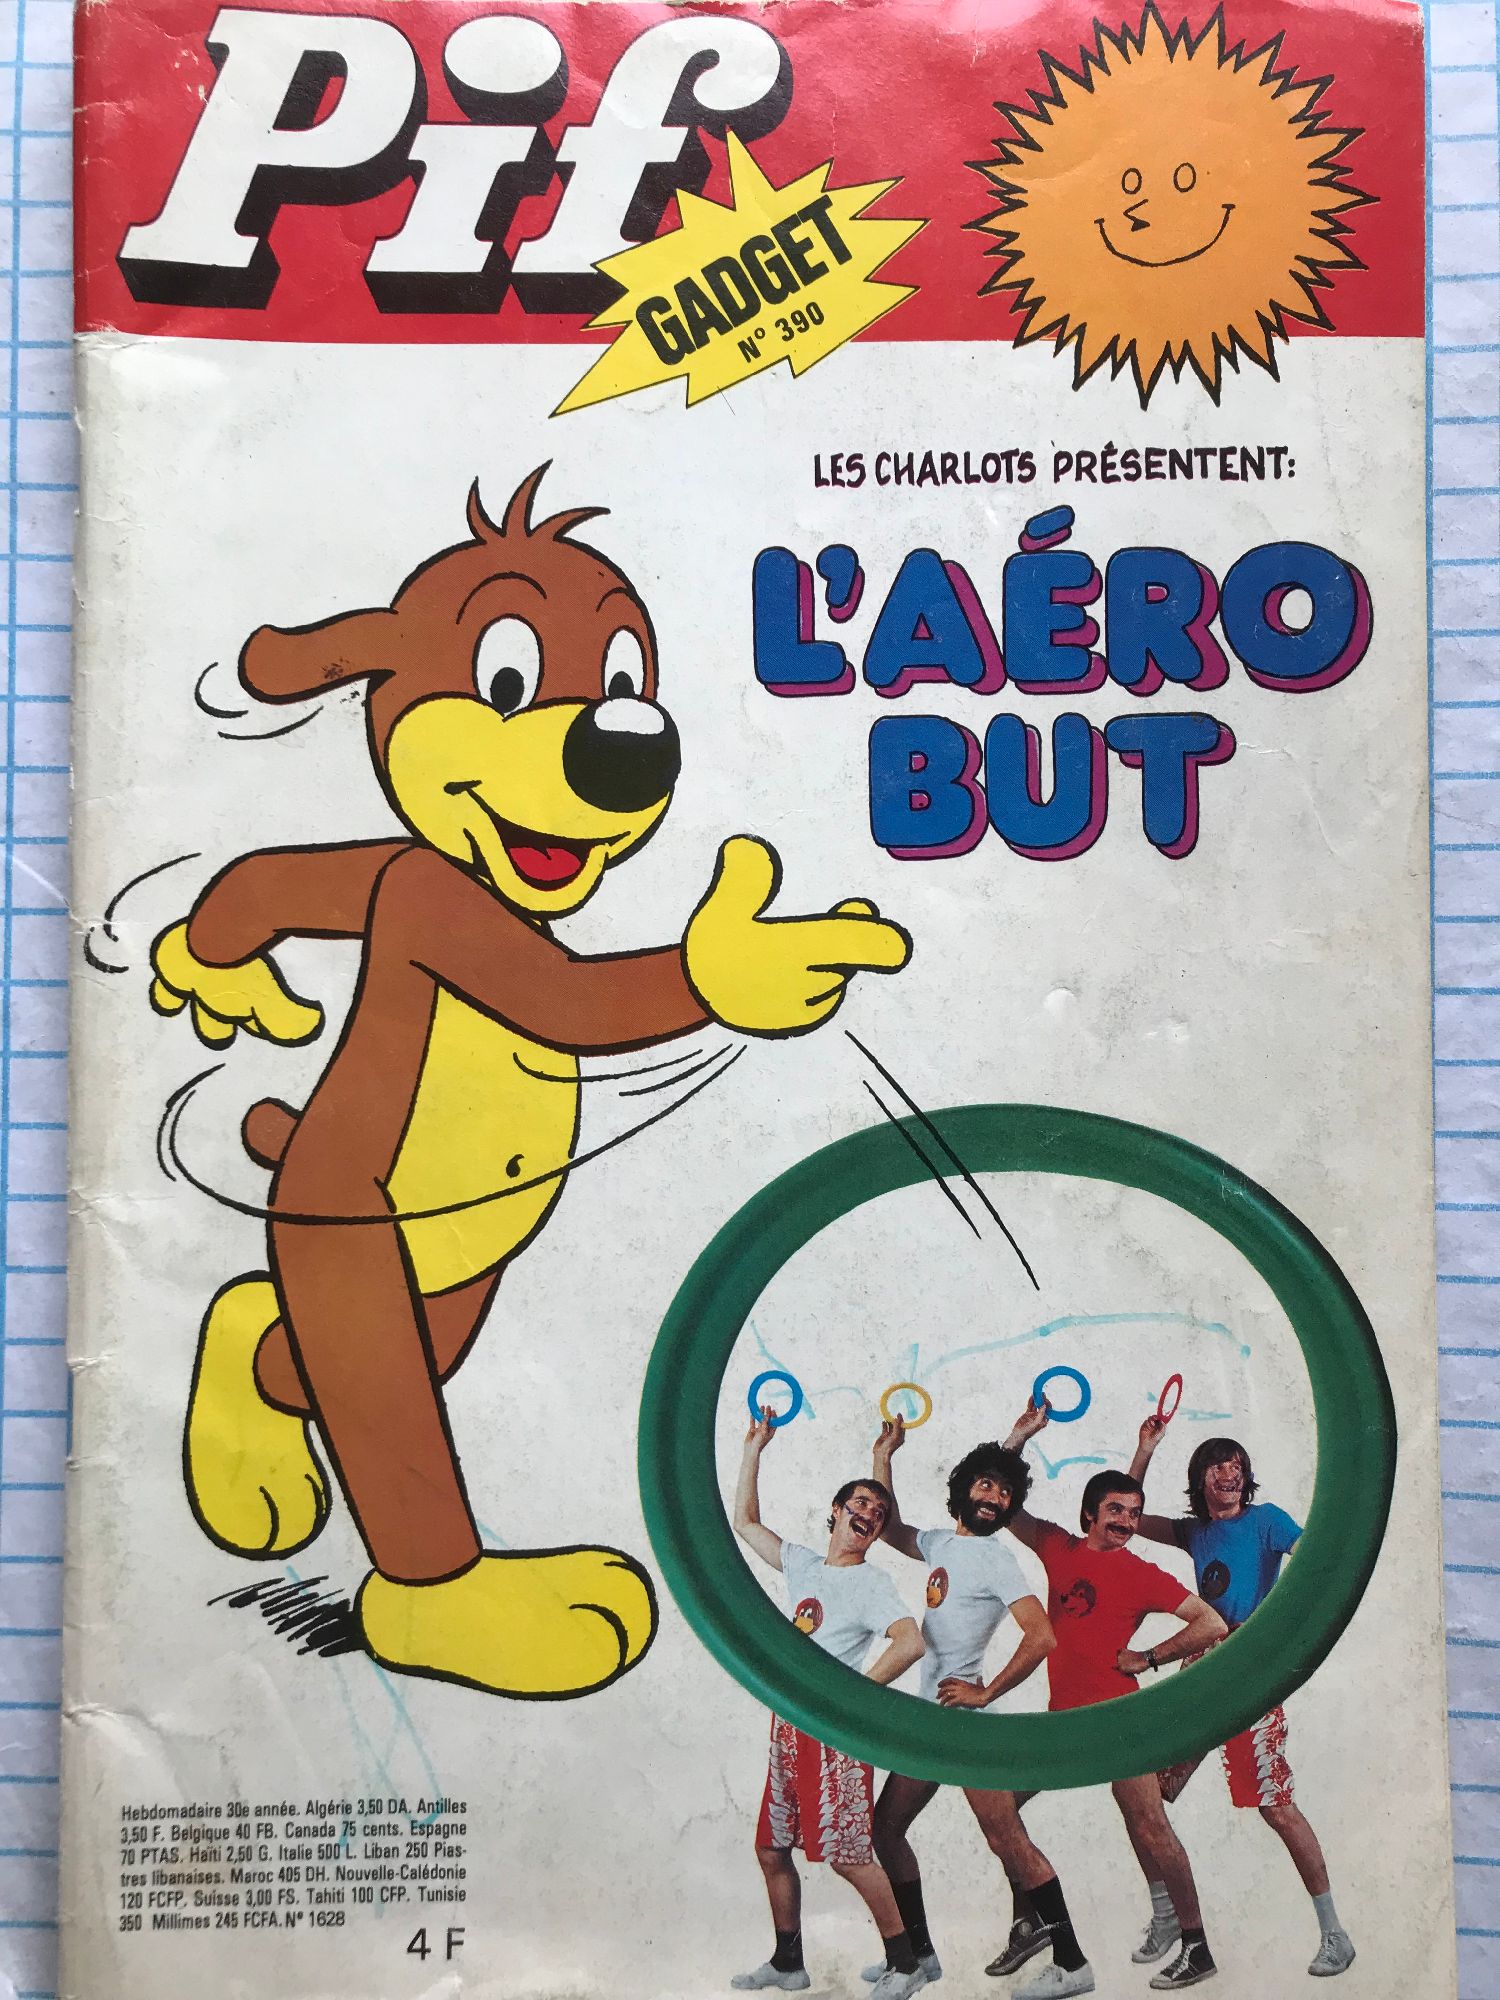 Pif
GADGET
N° 390
LES CHARLOTS PRÉSENTENT:
L'AÉRO
BUT
Hebdomadaire 30e année. Algérie 3,50 DA. Antilles
3,50 F. Belgique 40 FB. Canada 75 cents. Espagne
70 PTAS. Haïti 2,50 G. Italie 500 L. Liban 250 Pias-
tres libanaises. Maroc 405 DH. Nouvelle-Calédonie
120 FCFP. Suisse 3,00 FS. Tahiti 100 CFP. Tunisie
350 Millimes 245 FCFA. N° 1628
4 F